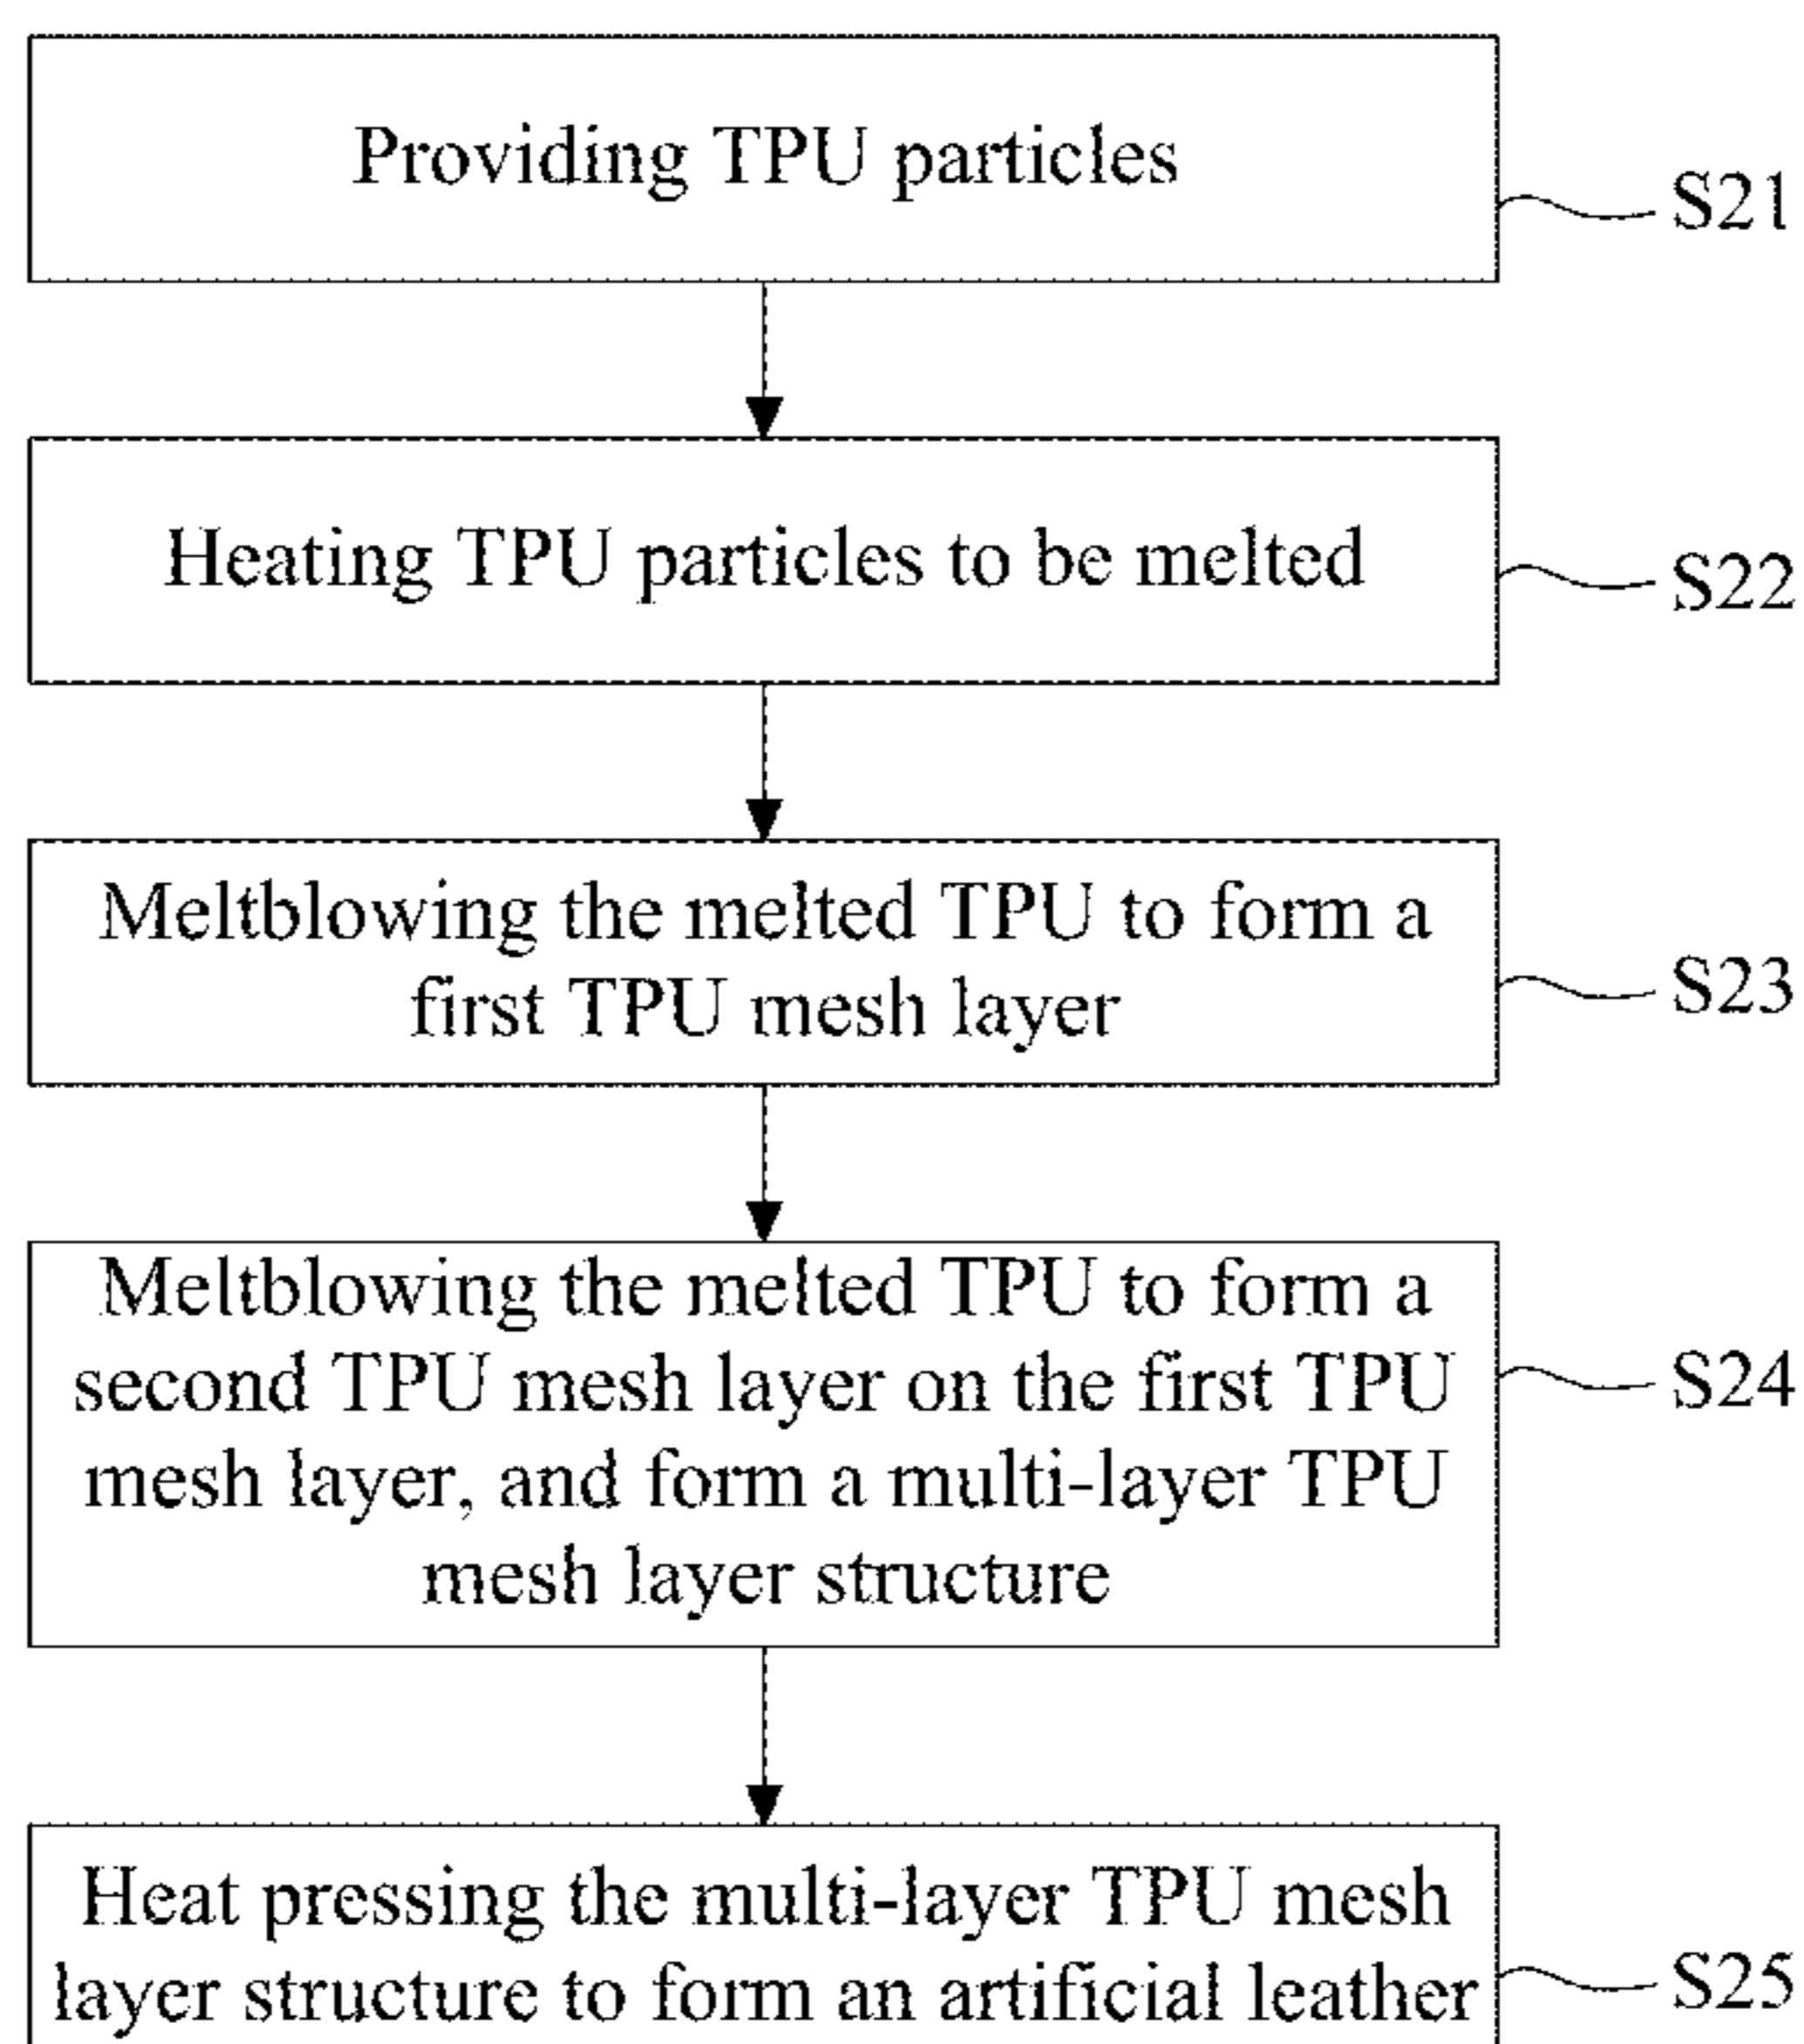 Providing TPU particles
S21
Heating TPU particles to be melted
S22
Meltblowing the melted TPU to form a
first TPU mesh layer
S23
Meltblowing the melted TPU to form a
second TPU mesh layer on the first TPU
mesh layer, and form a multi-layer TPU
mesh layer structure
S24
Heat pressing the multi-layer TPU mesh
layer structure to form an artificial leather
S25